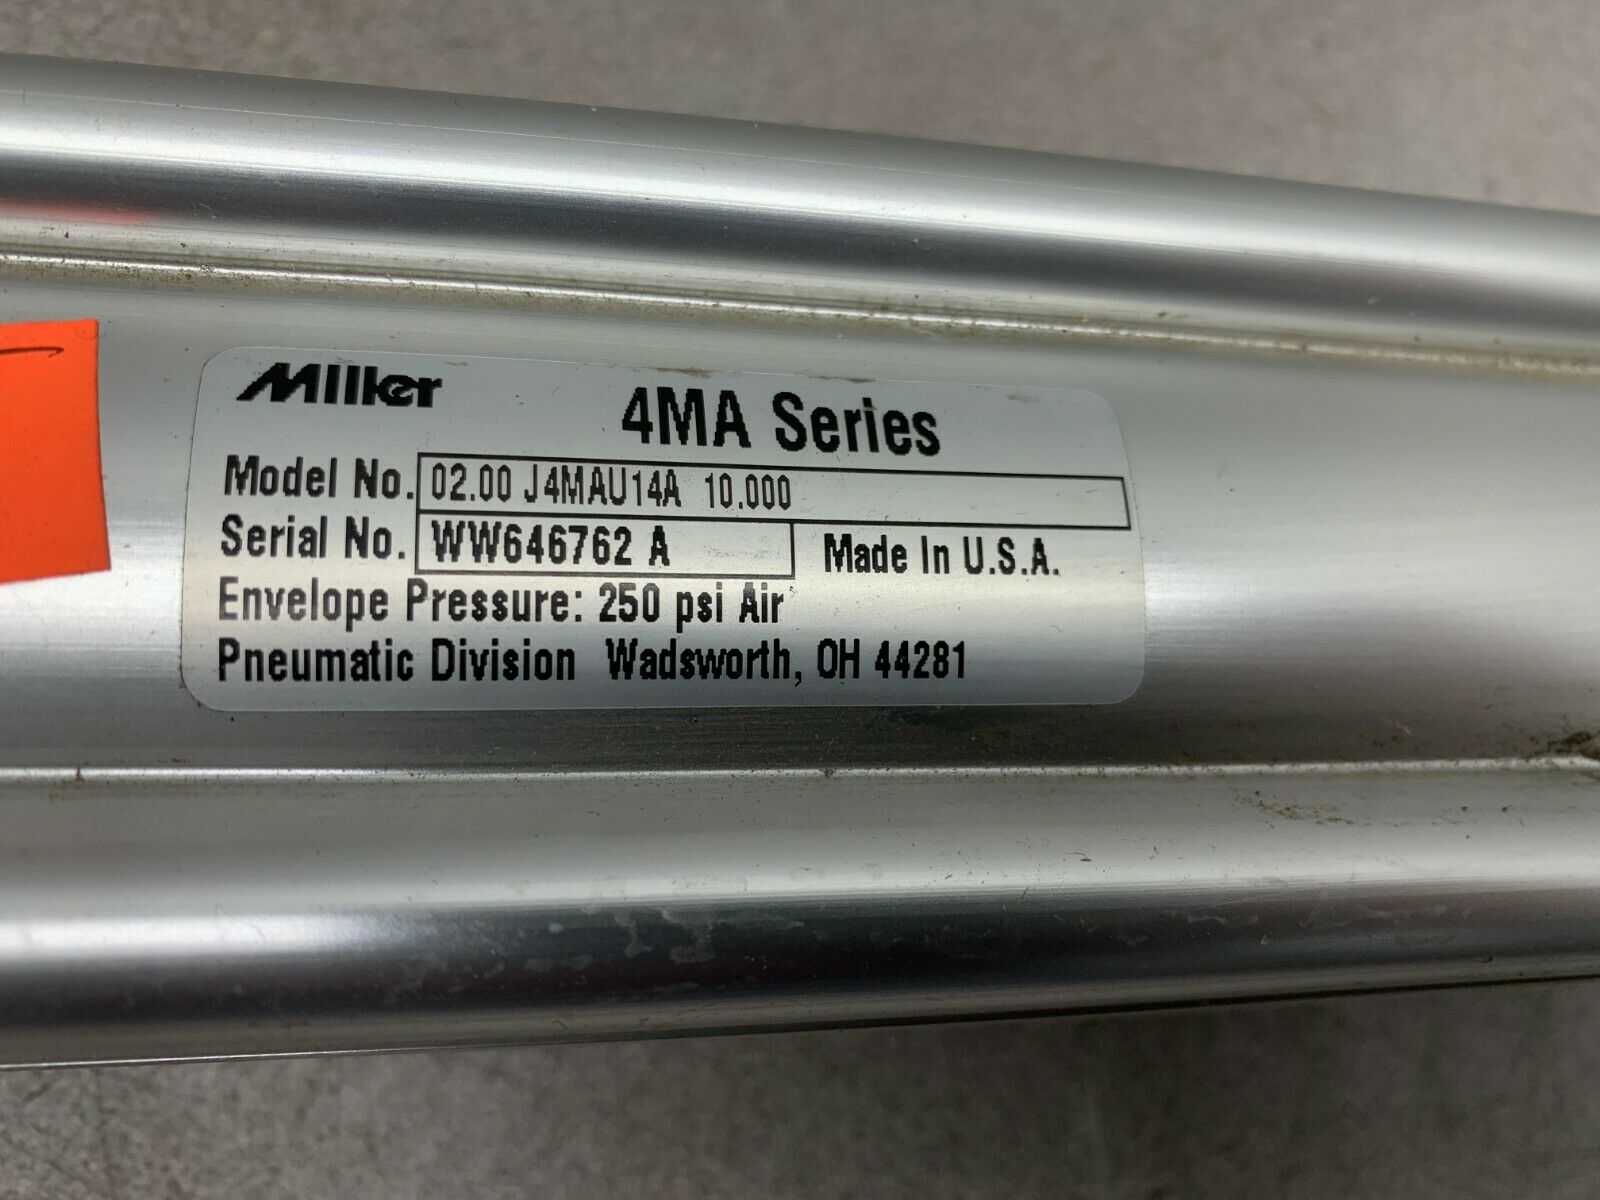 Miller
4MA Series
Model No. 02.00 J4MAU14A 10.000
Serial No. WW646762 A Made In U.S.A.
Envelope Pressure: 250 psi Air
Pneumatic Division Wadsworth, OH 44281